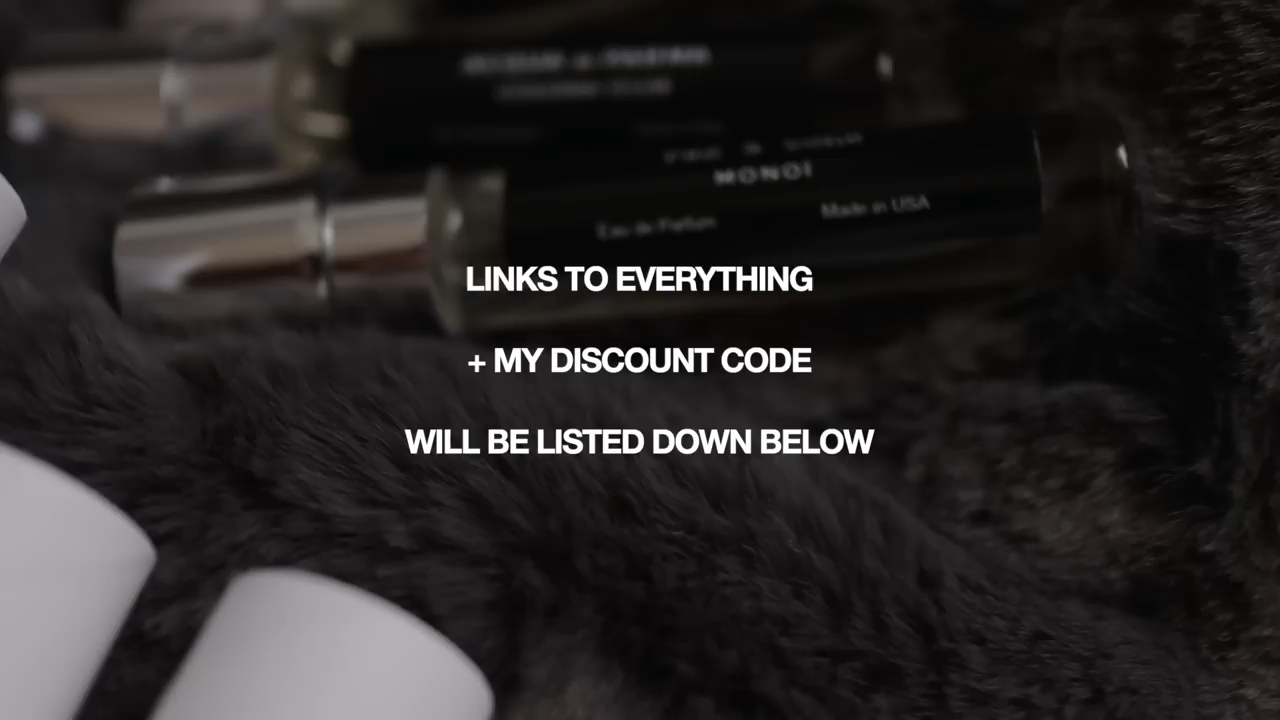 MONOI
Eau de Parfum
Made in USA
LINKS TO EVERYTHING
+ MY DISCOUNT CODE
WILL BE LISTED DOWN BELOW